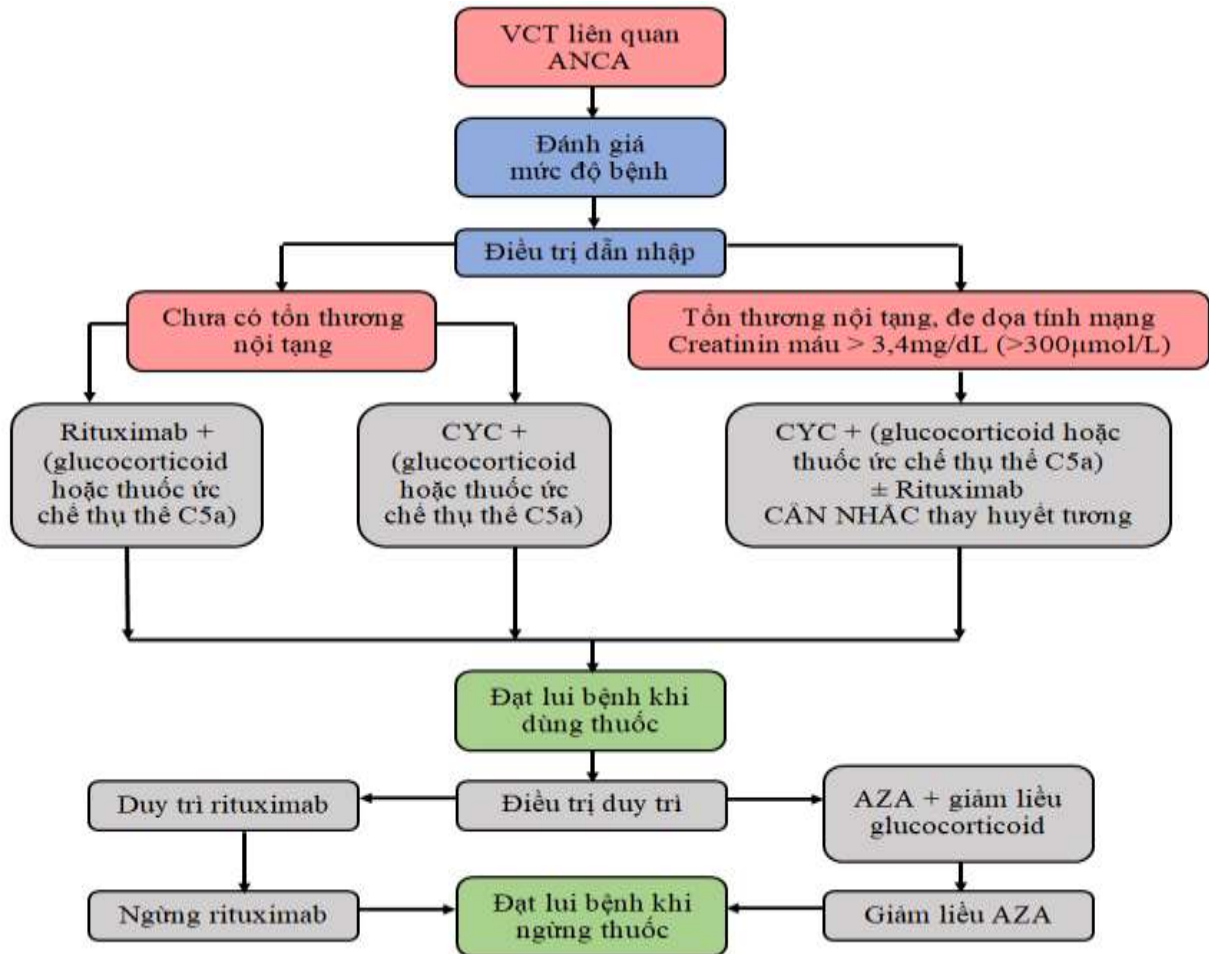 VCT liên quan
ANCA
Đánh giá
mức độ bệnh
Điều trị dẫn nhập
Chưa có tổn thương
nội tạng
Tổn thương nội tạng, đe dọa tính mạng
Creatinin máu > 3,4mg/dL (>300µmol/L)
Rituximab +
(glucocorticoid
hoặc thuốc ức
chế thụ thể C5a)
CYC +
(glucocorticoid
hoặc thuốc ức
chế thụ thể C5a)
CYC + (glucocorticoid hoặc
thuốc ức chế thụ thể C5a)
± Rituximab
CÂN NHẮC thay huyết tương
Đạt lui bệnh khi
dùng thuốc
Duy trì rituximab
Điều trị duy trì
AZA + giảm liều
glucocorticoid
Ngừng rituximab
Đạt lui bệnh khi
ngừng thuốc
Giảm liều AZA